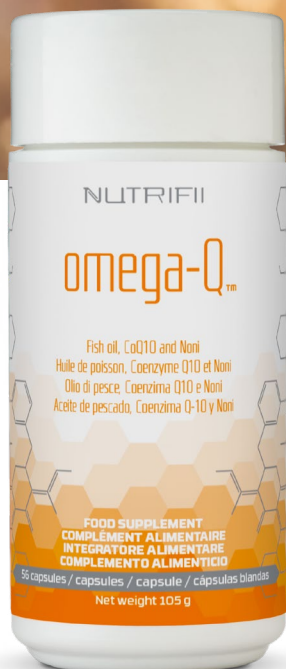 NUTRIFII
omega-Q™
Fish oil, CoQ10 and Noni
Huile de poisson, Coenzyme Q10 et Noni
Olio di pesce, Coenzima Q10 e Noni
Aceite de pescado, Coenzima Q-10 y Noni
FOOD SUPPLEMENT
COMPLÉMENT ALIMENTAIRE
INTEGRATORE ALIMENTARE
COMPLEMENTO ALIMENTICIO
56 capsules / capsules / capsule / cápsulas blandas
Net weight 105 g